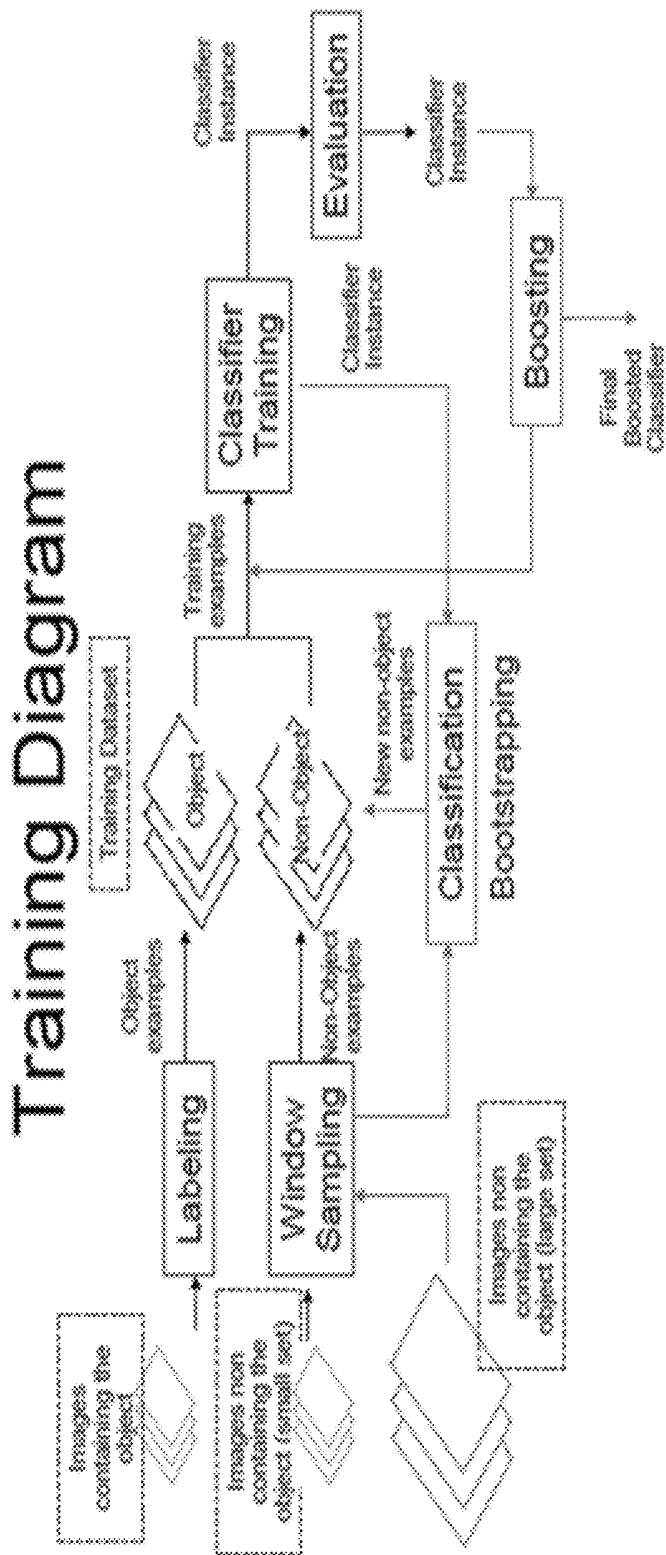 Training Diagram
Images
containing the
object
Labeling
Object
examples
Training Dataset
Object
Images non
containing the
object (small set)
Window
Sampling
Non-Object
examples
Non-Object
Training
examples
Classifier
Training
Classifier
Instance
Evaluation
Classifier
Instance
Images non
containing the
object (large set)
New non-object
examples
Classification
Bootstrapping
Classifier
Instance
Boosting
Final
Boosted
Classifier